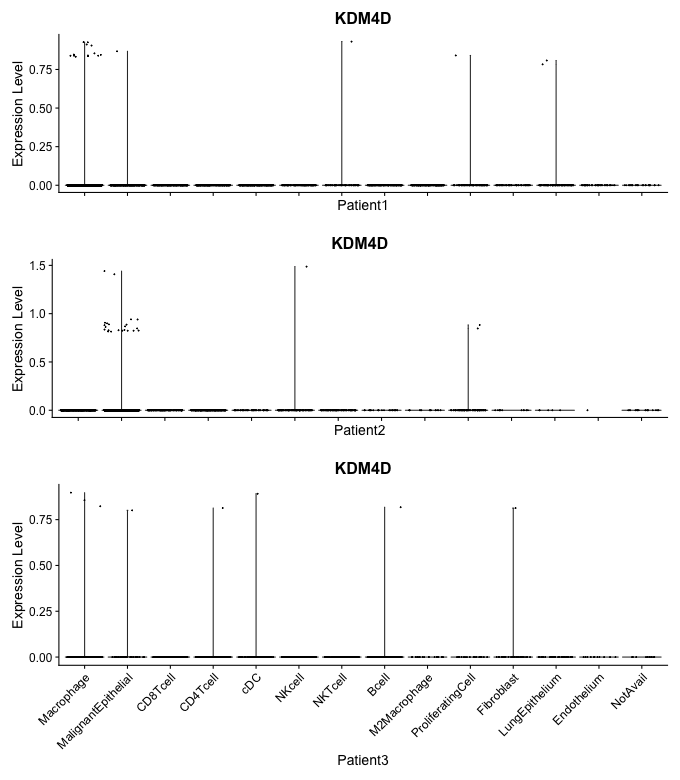 KDM4D
Expression Level
0.75
0.50
0.25
0.00
Patient1
KDM4D
Expression Level
1.5
1.0
0.5
0.0
Patient2
KDM4D
Expression Level
0.75
0.50
0.25
0.00
Macrophage
MalignantEpithelial
CD8Tcell
CD4Tcell
cDC
NKcell
NKTcell
Bcell
M2Macrophage
ProliferatingCell
Fibroblast
LungEpithelium
Endothelium
NotAvail
Patient3